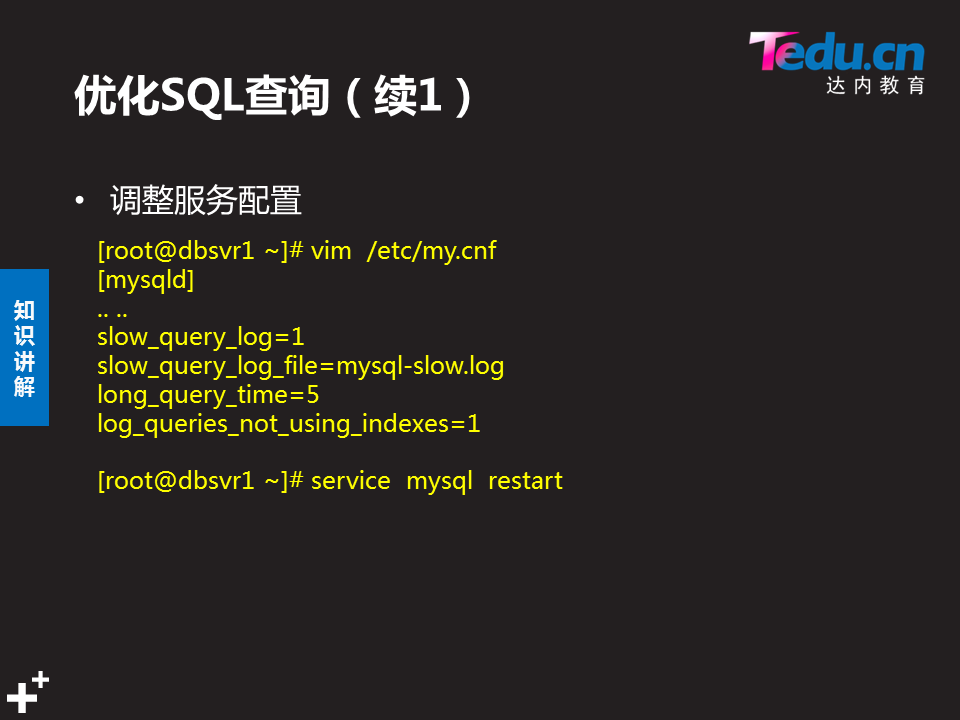 Tedu.cn
达内教育
优化SQL查询（续1）
• 调整服务配置
[root@dbsvr1 ~]# vim  /etc/my.cnf
[mysqld]
.. ..
slow_query_log=1
slow_query_log_file=mysql-slow.log
long_query_time=5
log_queries_not_using_indexes=1
[root@dbsvr1 ~]# service  mysql  restart
知识讲解